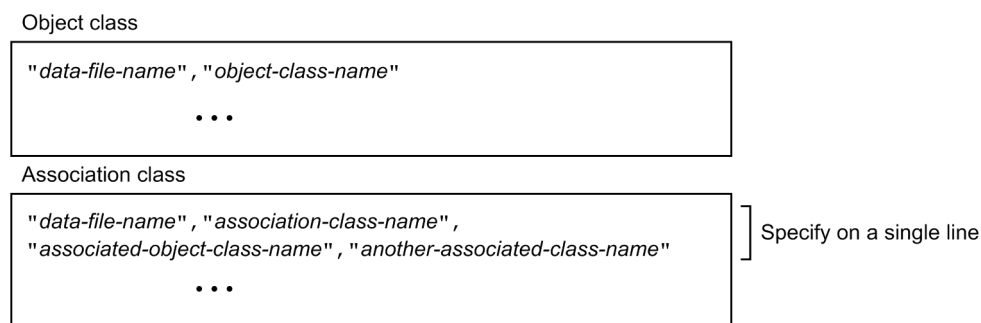 Object class
"data-file-name","object-class-name"
...
Association class
"data-file-name","association-class-name",
"associated-object-class-name","another-associated-class-name"
Specify on a single line
...